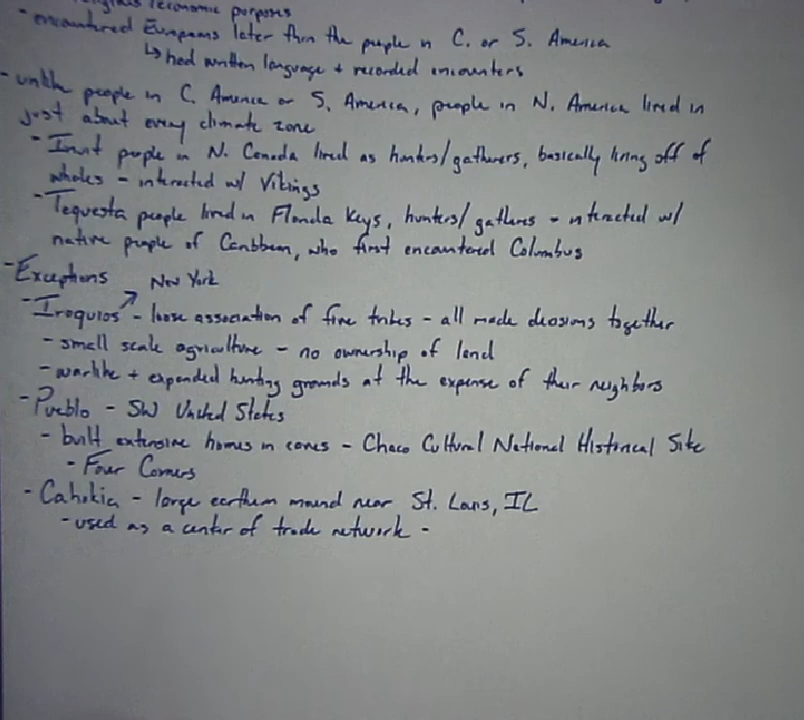 economic purposes
- encountered Europeans later than the people in C. or S. America
↳ had written language + recorded encounters
- unlike people in C. America or S. America, people in N. America lived in
just about every climate zone
- Inuit people in N. Canada lived as hunters/gatherers, basically living off of
whales - interacted w/ Vikings
- Tequesta people lived in Florida Keys, hunters/gatherers - interacted w/
native people of Caribbean, who first encountered Columbus
- Exceptions
New York
- Iroquios - loose association of five tribes - all made decisions together
- small scale agriculture - no ownership of land
- warlike + expanded hunting grounds at the expense of their neighbors
- Pueblo - SW United States
- built extensive homes in caves - Chaco Cultural National Historical Site
- Four Corners
- Cahokia - large earthen mound near St. Louis, IL
- used as a center of trade network -